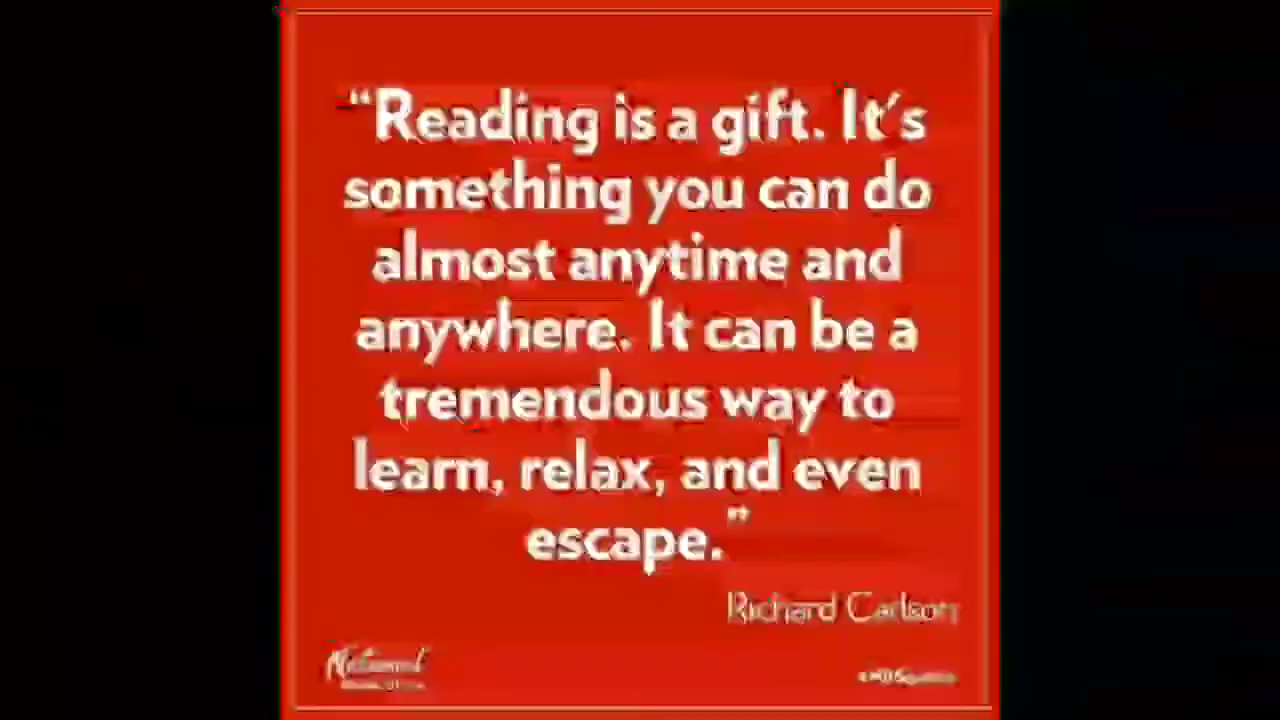 “Reading is a gift. It's
something you can do
almost anytime and
anywhere. It can be a
tremendous way to
learn, relax, and even
escape.”
Richard Carlson